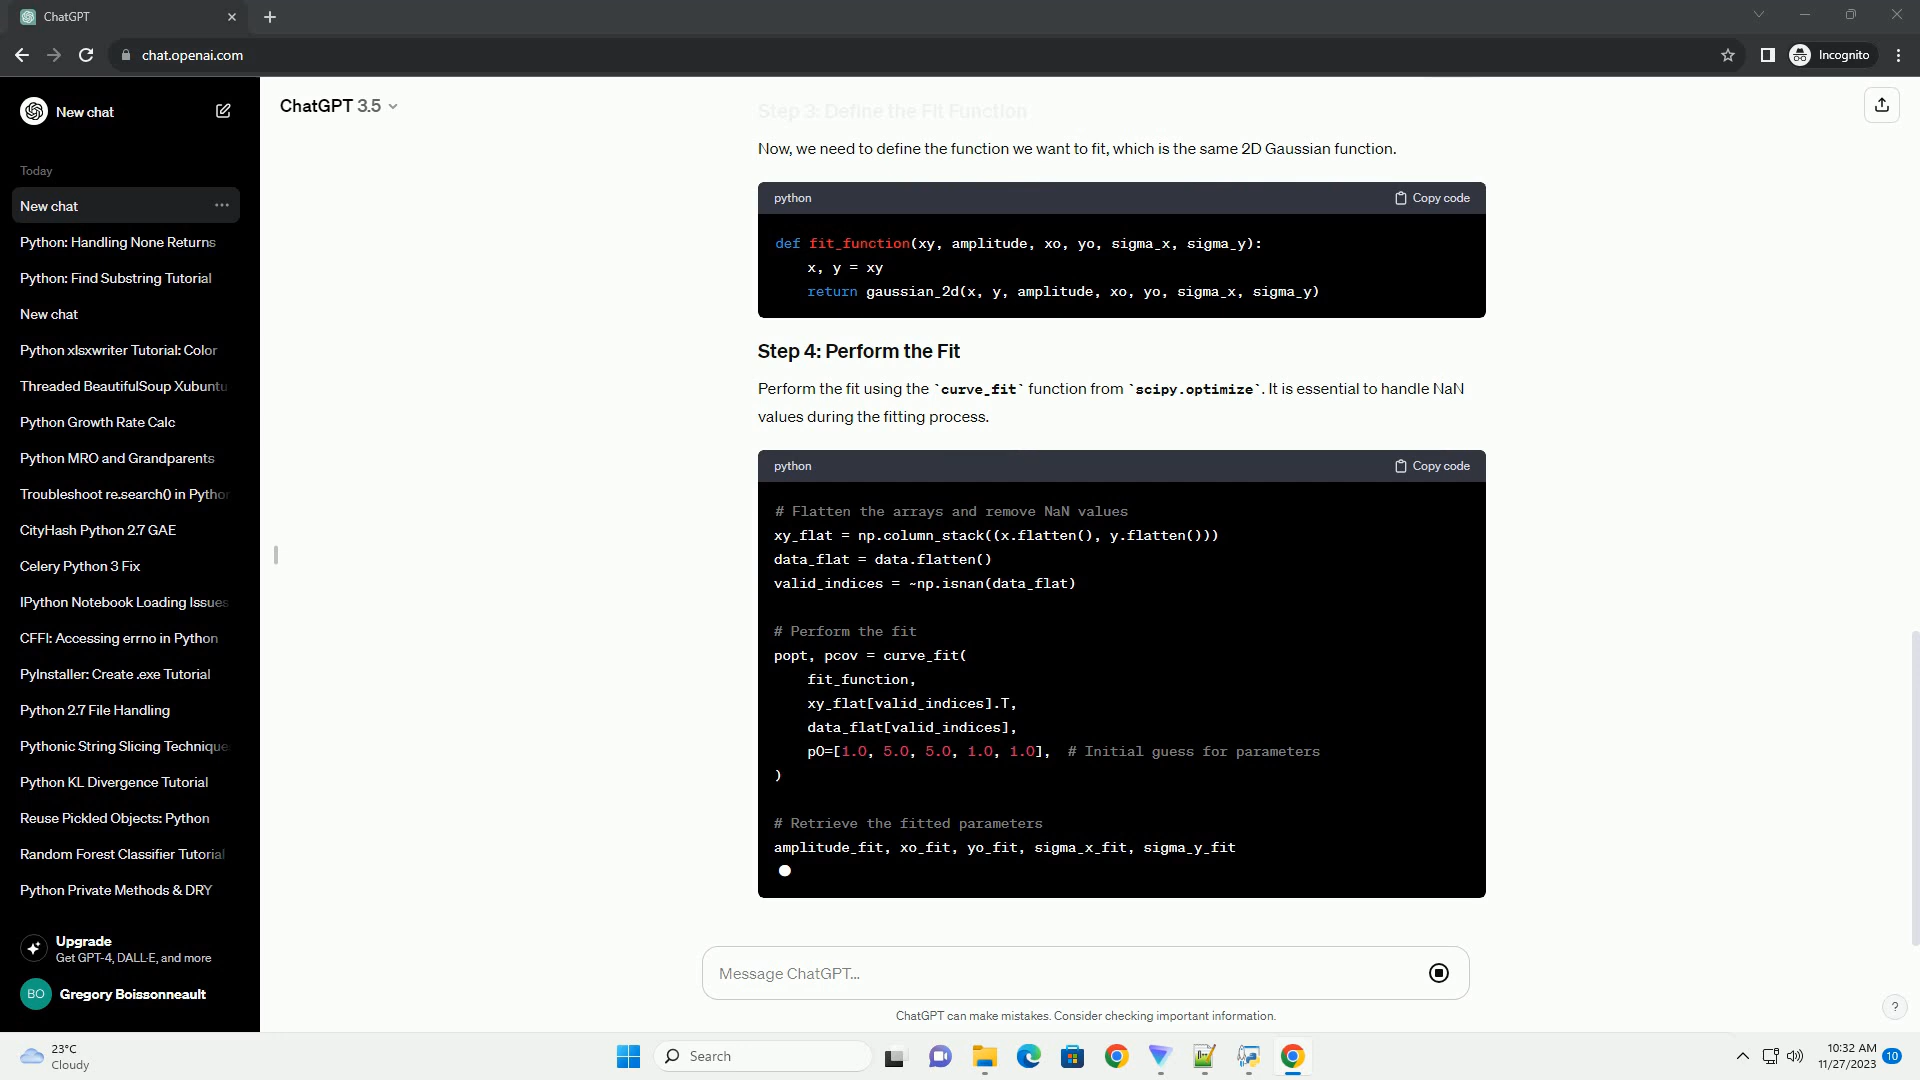 ChatGPT
chat.openai.com
Incognito
New chat
Today
New chat
Python: Handling None Returns
Python: Find Substring Tutorial
New chat
Python xlsxwriter Tutorial: Color
Threaded BeautifulSoup Xubuntu
Python Growth Rate Calc
Python MRO and Grandparents
Troubleshoot re.search() in Python
CityHash Python 2.7 GAE
Celery Python 3 Fix
IPython Notebook Loading Issues
CFFI: Accessing errno in Python
PyInstaller: Create .exe Tutorial
Python 2.7 File Handling
Pythonic String Slicing Technique
Python KL Divergence Tutorial
Reuse Pickled Objects: Python
Random Forest Classifier Tutorial
Python Private Methods & DRY
Upgrade
Get GPT-4, DALL·E, and more
BO Gregory Boissonneault
ChatGPT 3.5
Step 3: Define the Fit Function
Now, we need to define the function we want to fit, which is the same 2D Gaussian function.
python Copy code
def fit_function(xy, amplitude, xo, yo, sigma_x, sigma_y):
x, y = xy
return gaussian_2d(x, y, amplitude, xo, yo, sigma_x, sigma_y)
Step 4: Perform the Fit
Perform the fit using the `curve_fit` function from `scipy.optimize`. It is essential to handle NaN
values during the fitting process.
python Copy code
# Flatten the arrays and remove NaN values
xy_flat = np.column_stack((x.flatten(), y.flatten()))
data_flat = data.flatten()
valid_indices = ~np.isnan(data_flat)
# Perform the fit
popt, pcov = curve_fit(
fit_function,
xy_flat[valid_indices].T,
data_flat[valid_indices],
p0=[1.0, 5.0, 5.0, 1.0, 1.0], # Initial guess for parameters
)
# Retrieve the fitted parameters
amplitude_fit, xo_fit, yo_fit, sigma_x_fit, sigma_y_fit
Message ChatGPT...
ChatGPT can make mistakes. Consider checking important information.
?
23°C
Cloudy
Search
10:32 AM
11/27/2023
10